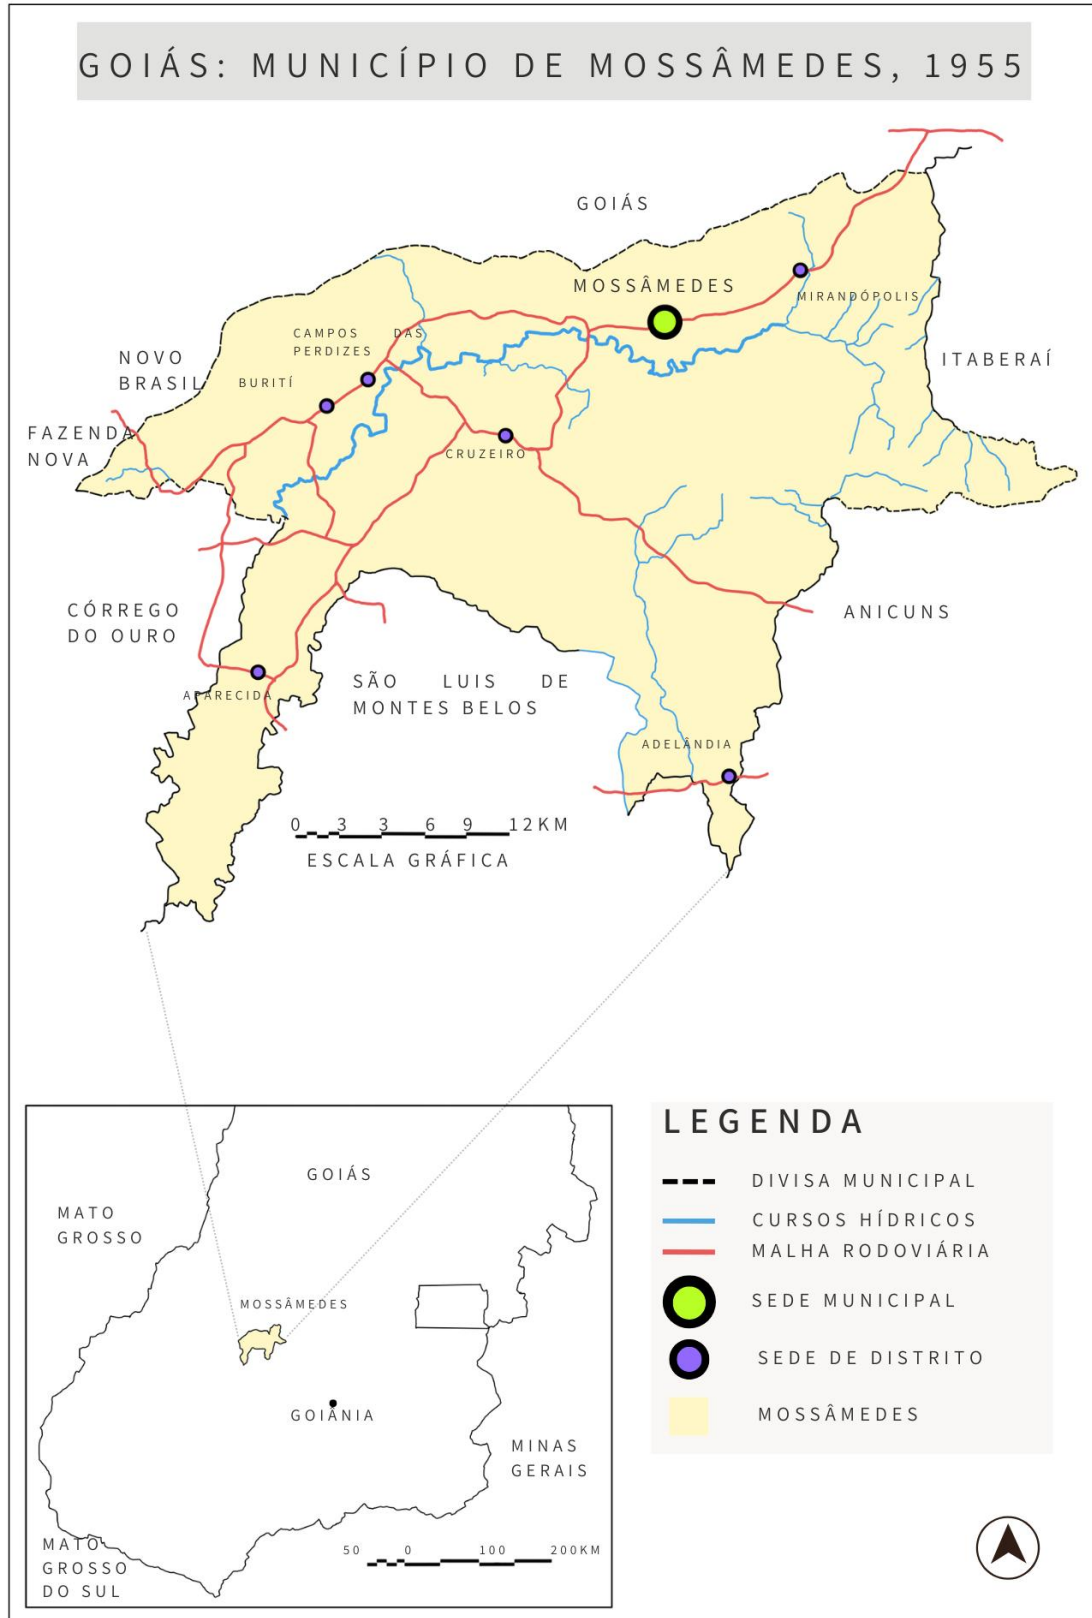 GOIÁS: MUNICÍPIO DE MOSSÂMEDES, 1955
GOIÁS
MOSSÂMEDES
MIRANDÓPOLIS
CAMPOS DAS
PERDIZES
NOVO
BRASIL
BURITÍ
ITABERAÍ
FAZENDA
NOVA
CRUZEIRO
CÓRREGO
DO OURO
ANICUNS
SÃO LUIS DE
MONTES BELOS
APARECIDA
ADELÂNDIA
0 3 3 6 9 12KM
ESCALA GRÁFICA
GOIÁS
MATO
GROSSO
MOSSÂMEDES
GOIÂNIA
MINAS
GERAIS
MATO
GROSSO
DO SUL
50 0 100 200KM
LEGENDA
DIVISA MUNICIPAL
CURSOS HÍDRICOS
MALHA RODOVIÁRIA
SEDE MUNICIPAL
SEDE DE DISTRITO
MOSSÂMEDES